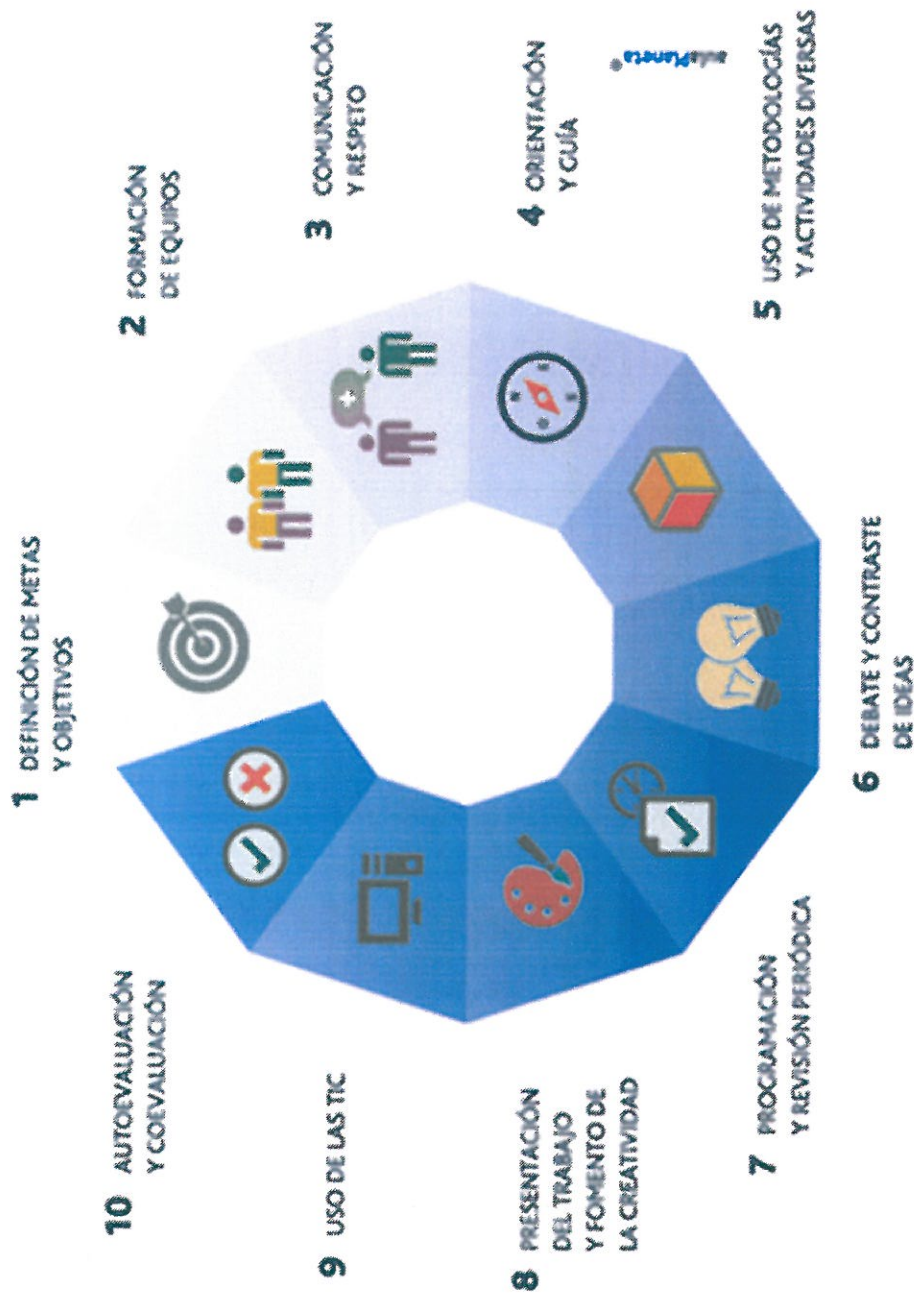 1 DEFINICIÓN DE METAS
Y OBJETIVOS
2 FORMACIÓN
DE EQUIPOS
3 COMUNICACIÓN
Y RESPETO
4 ORIENTACIÓN
Y GUÍA
5 USO DE METODOLOGÍAS
Y ACTIVIDADES DIVERSAS
6 DEBATE Y CONTRASTE
DE IDEAS
7 PROGRAMACIÓN
Y REVISIÓN PERIÓDICA
8 PRESENTACIÓN
DEL TRABAJO
Y FOMENTO DE
LA CREATIVIDAD
9 USO DE LAS TIC
10 AUTOEVALUACIÓN
Y COEVALUACIÓN
aulaPlaneta